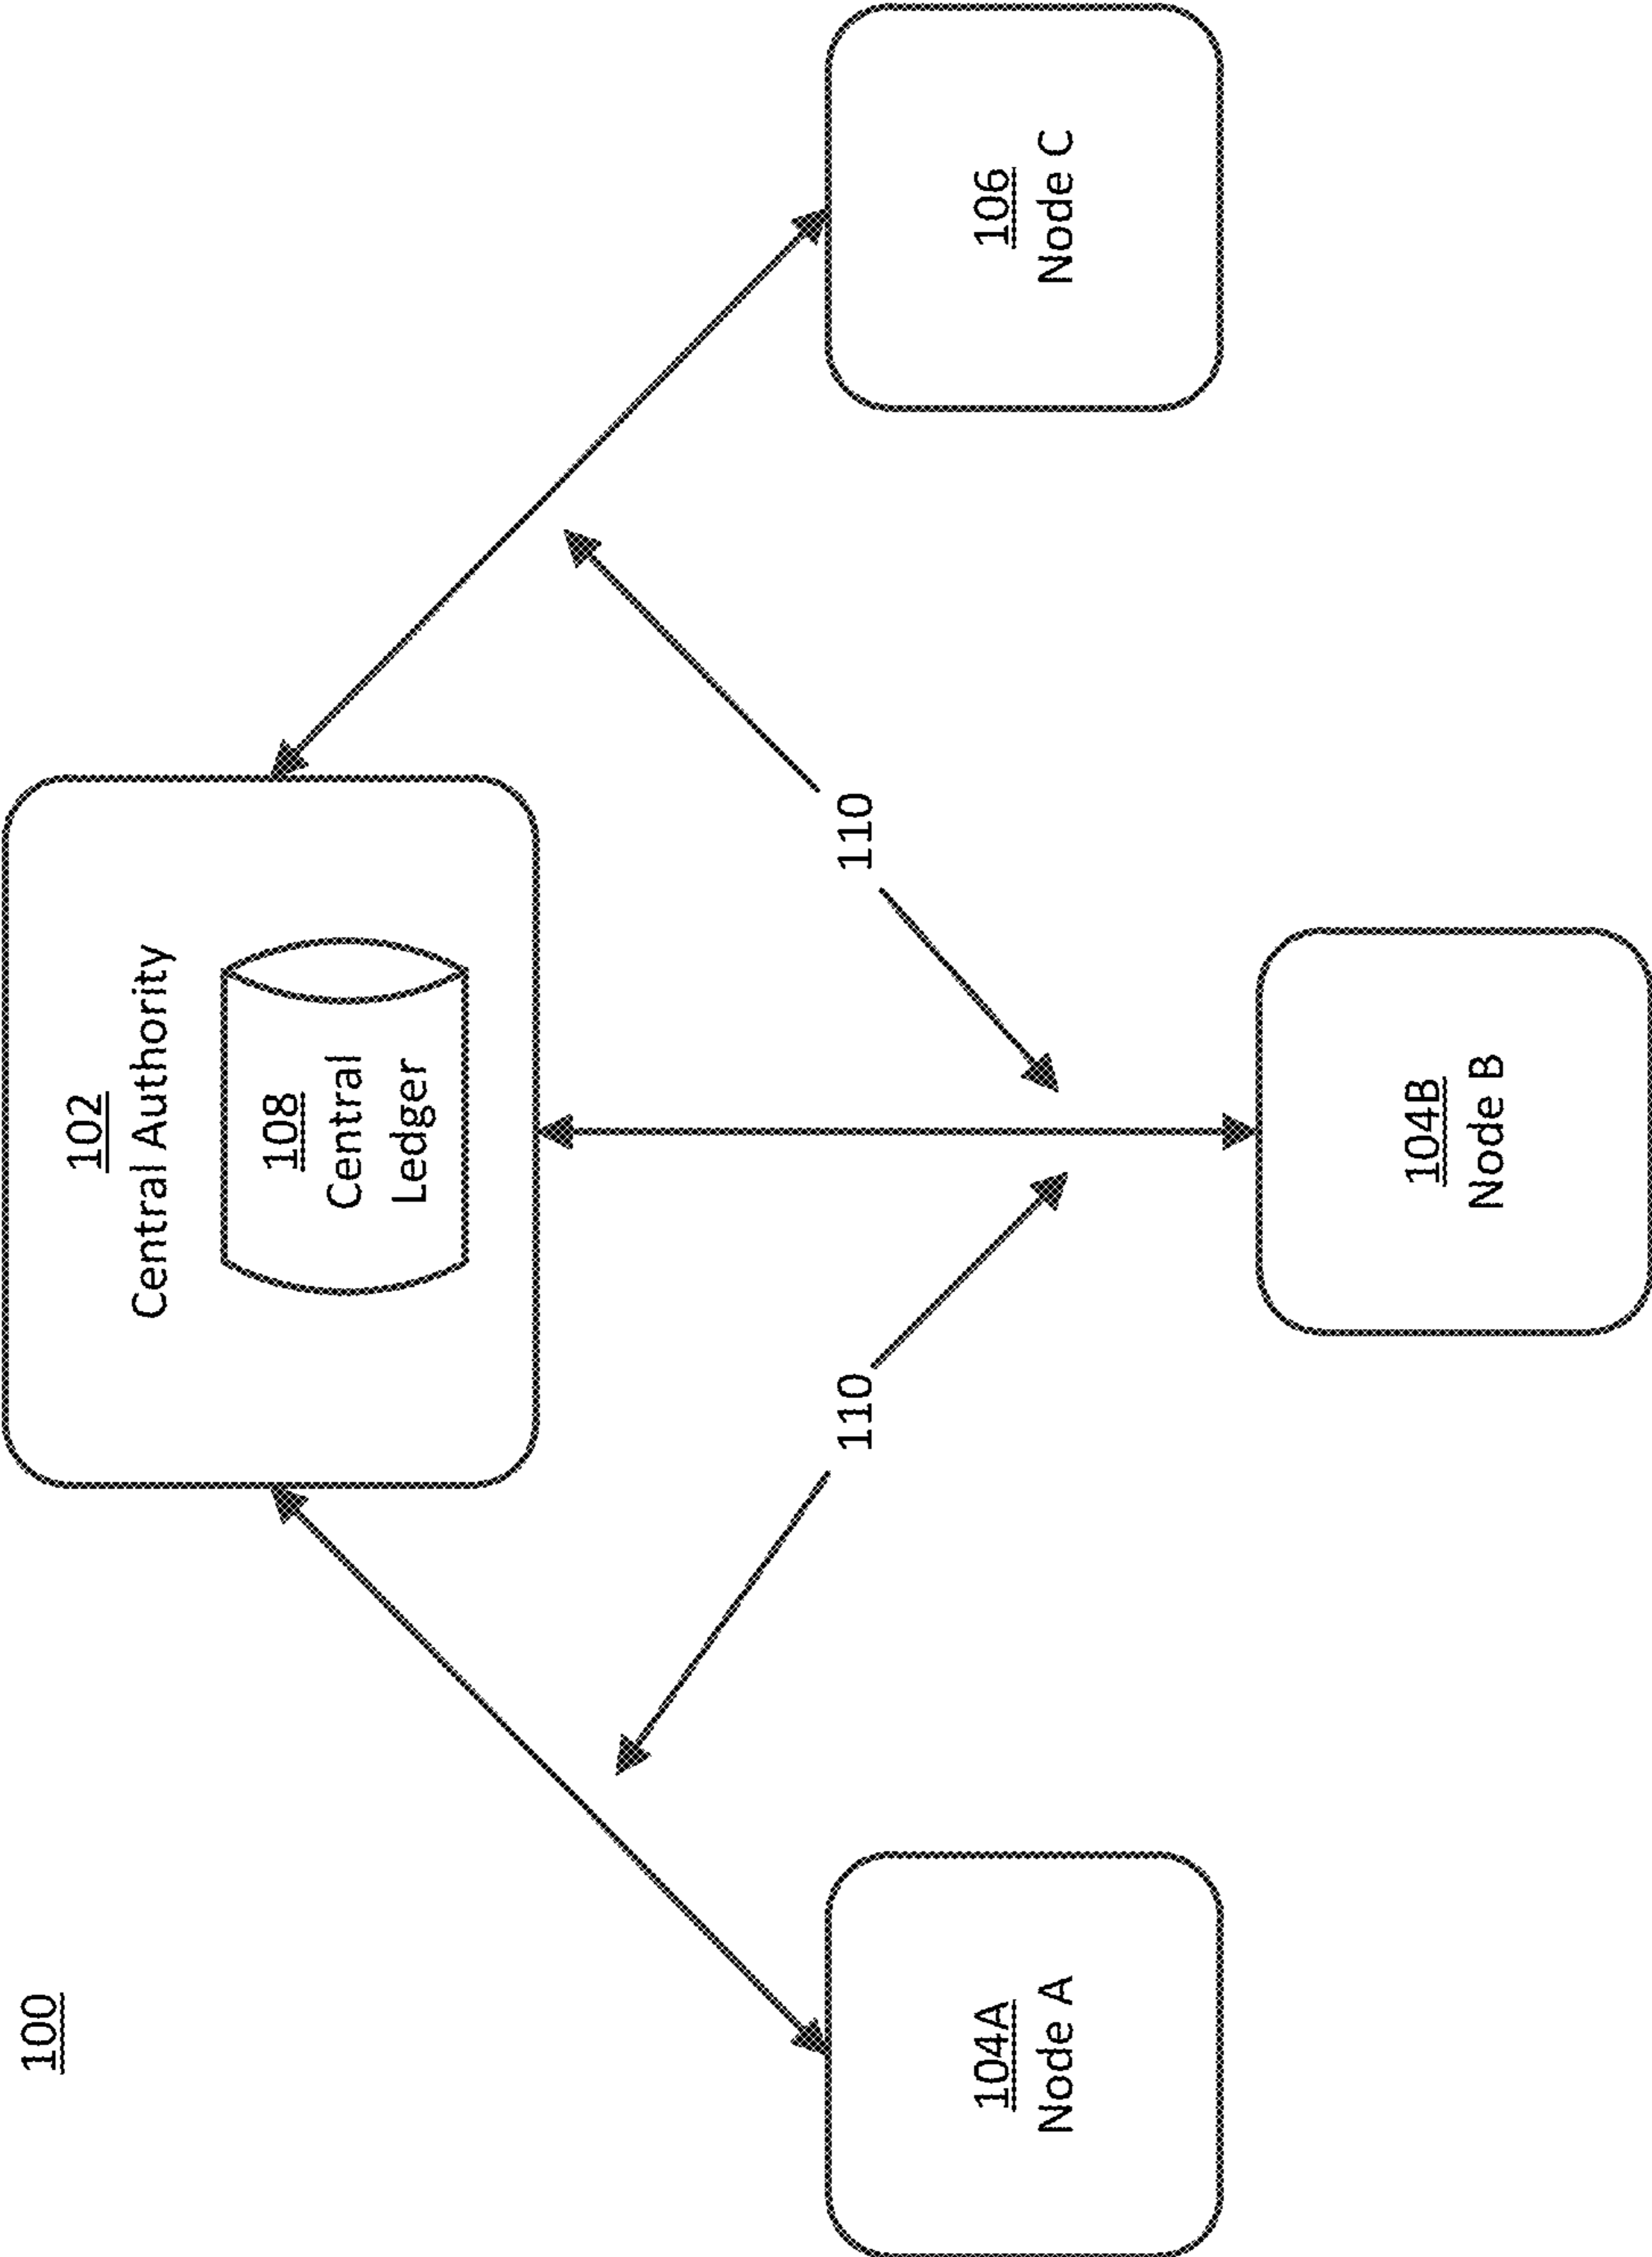 100
102
Central Authority
108
Central
Ledger
110
110
104A
Node A
104B
Node B
106
Node C